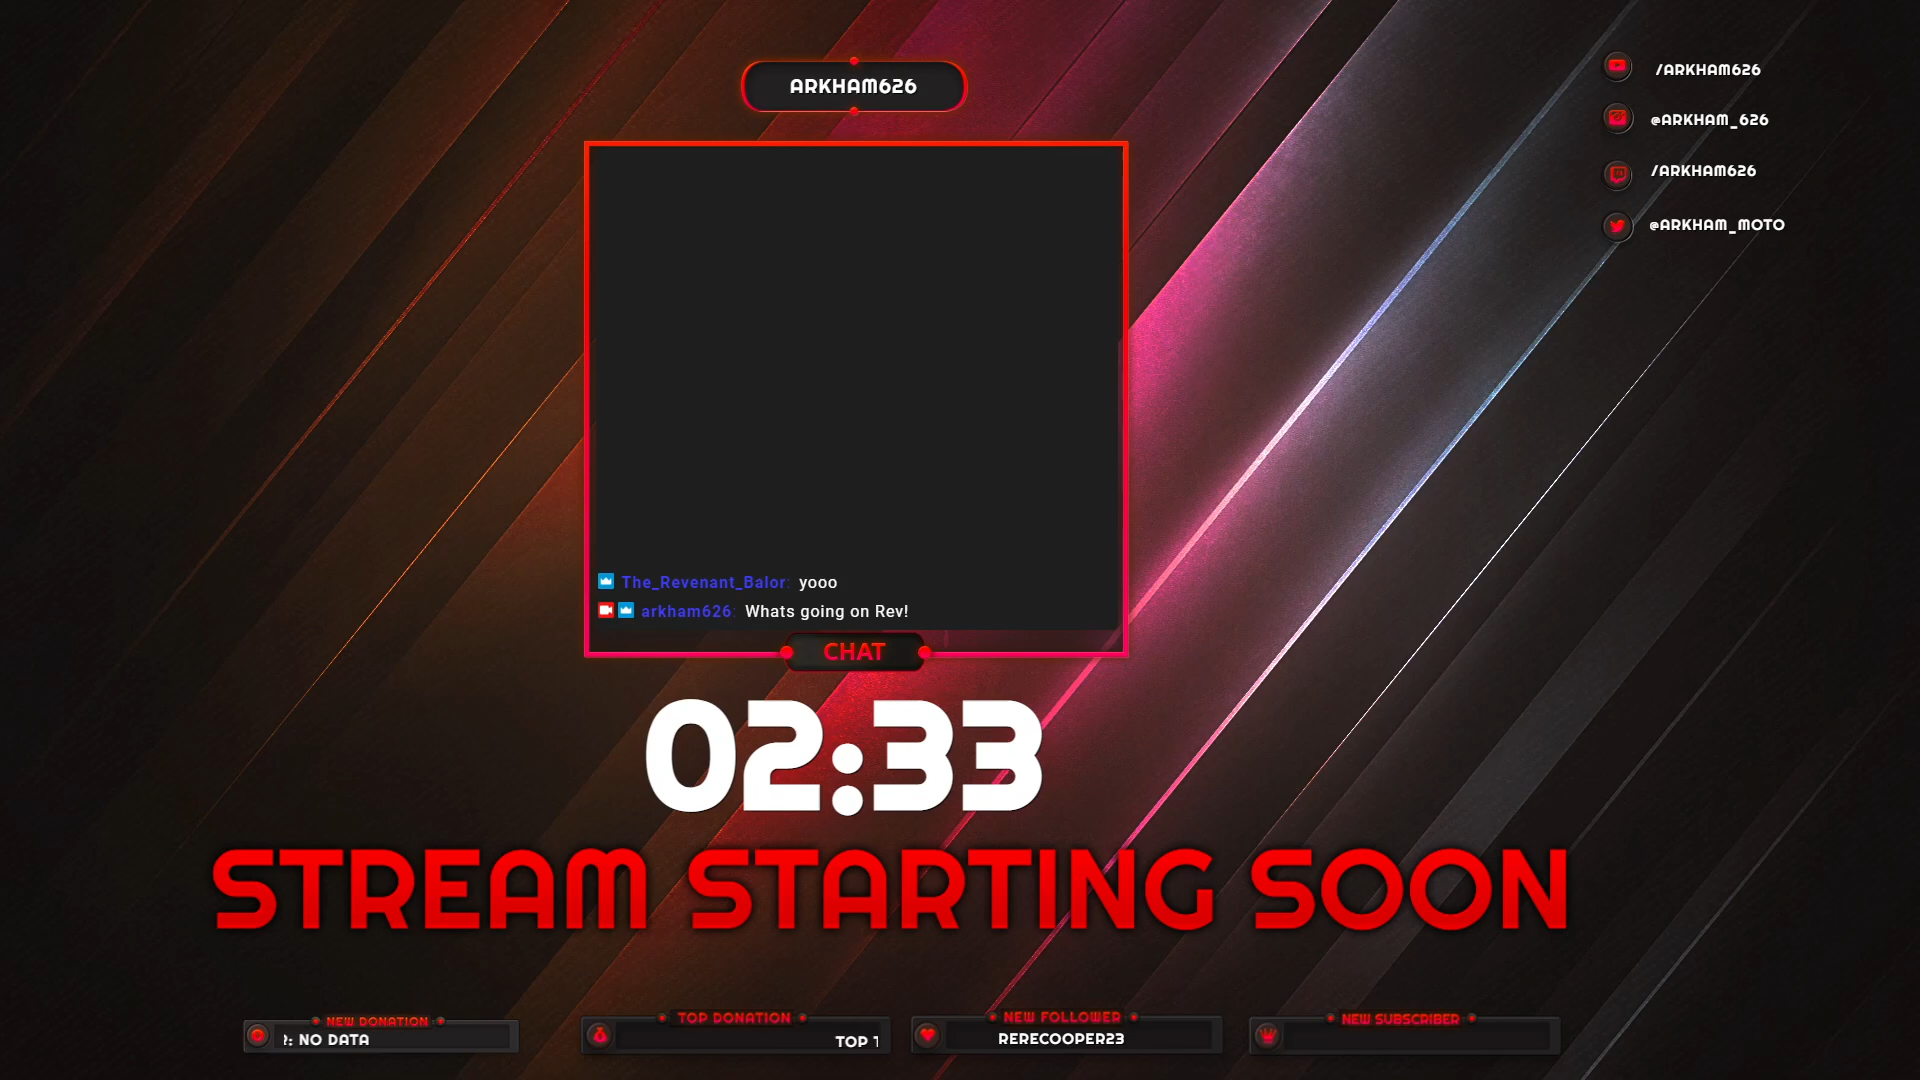 ARKHAM626
/ARKHAM626
@ARKHAM_626
/ARKHAM626
@ARKHAM_MOTO
The_Revenant_Balor: yooo
arkham626: Whats going on Rev!
CHAT
02:33
STREAM STARTING SOON
NEW DONATION
: NO DATA
TOP DONATION
TOP
NEW FOLLOWER
RERECOOPER23
NEW SUBSCRIBER